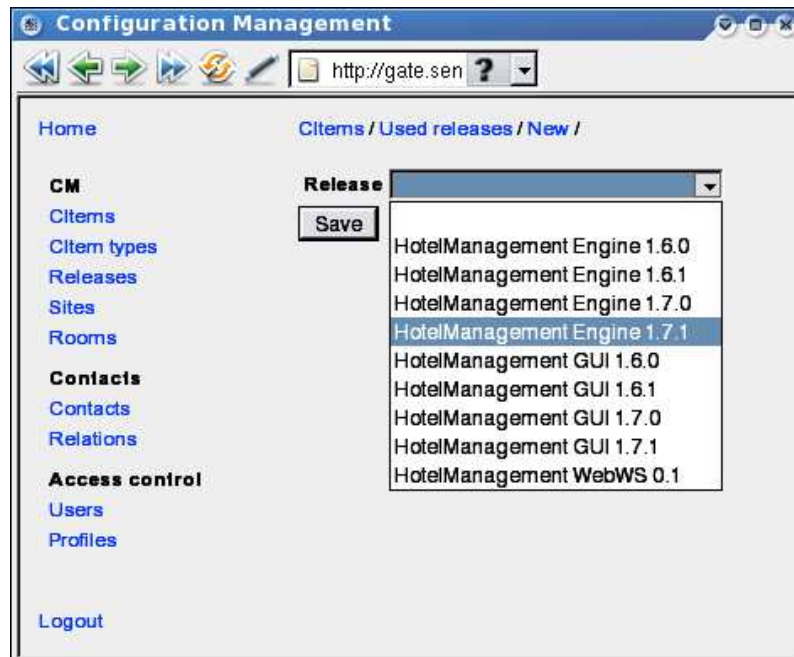 Configuration Management
http://gate.sen ?
Home
CItems / Used releases / New /
CM
CItems
CItem types
Releases
Sites
Rooms
Contacts
Contacts
Relations
Access control
Users
Profiles
Logout
Release
Save
HotelManagement Engine 1.6.0
HotelManagement Engine 1.6.1
HotelManagement Engine 1.7.0
HotelManagement Engine 1.7.1
HotelManagement GUI 1.6.0
HotelManagement GUI 1.6.1
HotelManagement GUI 1.7.0
HotelManagement GUI 1.7.1
HotelManagement WebWS 0.1